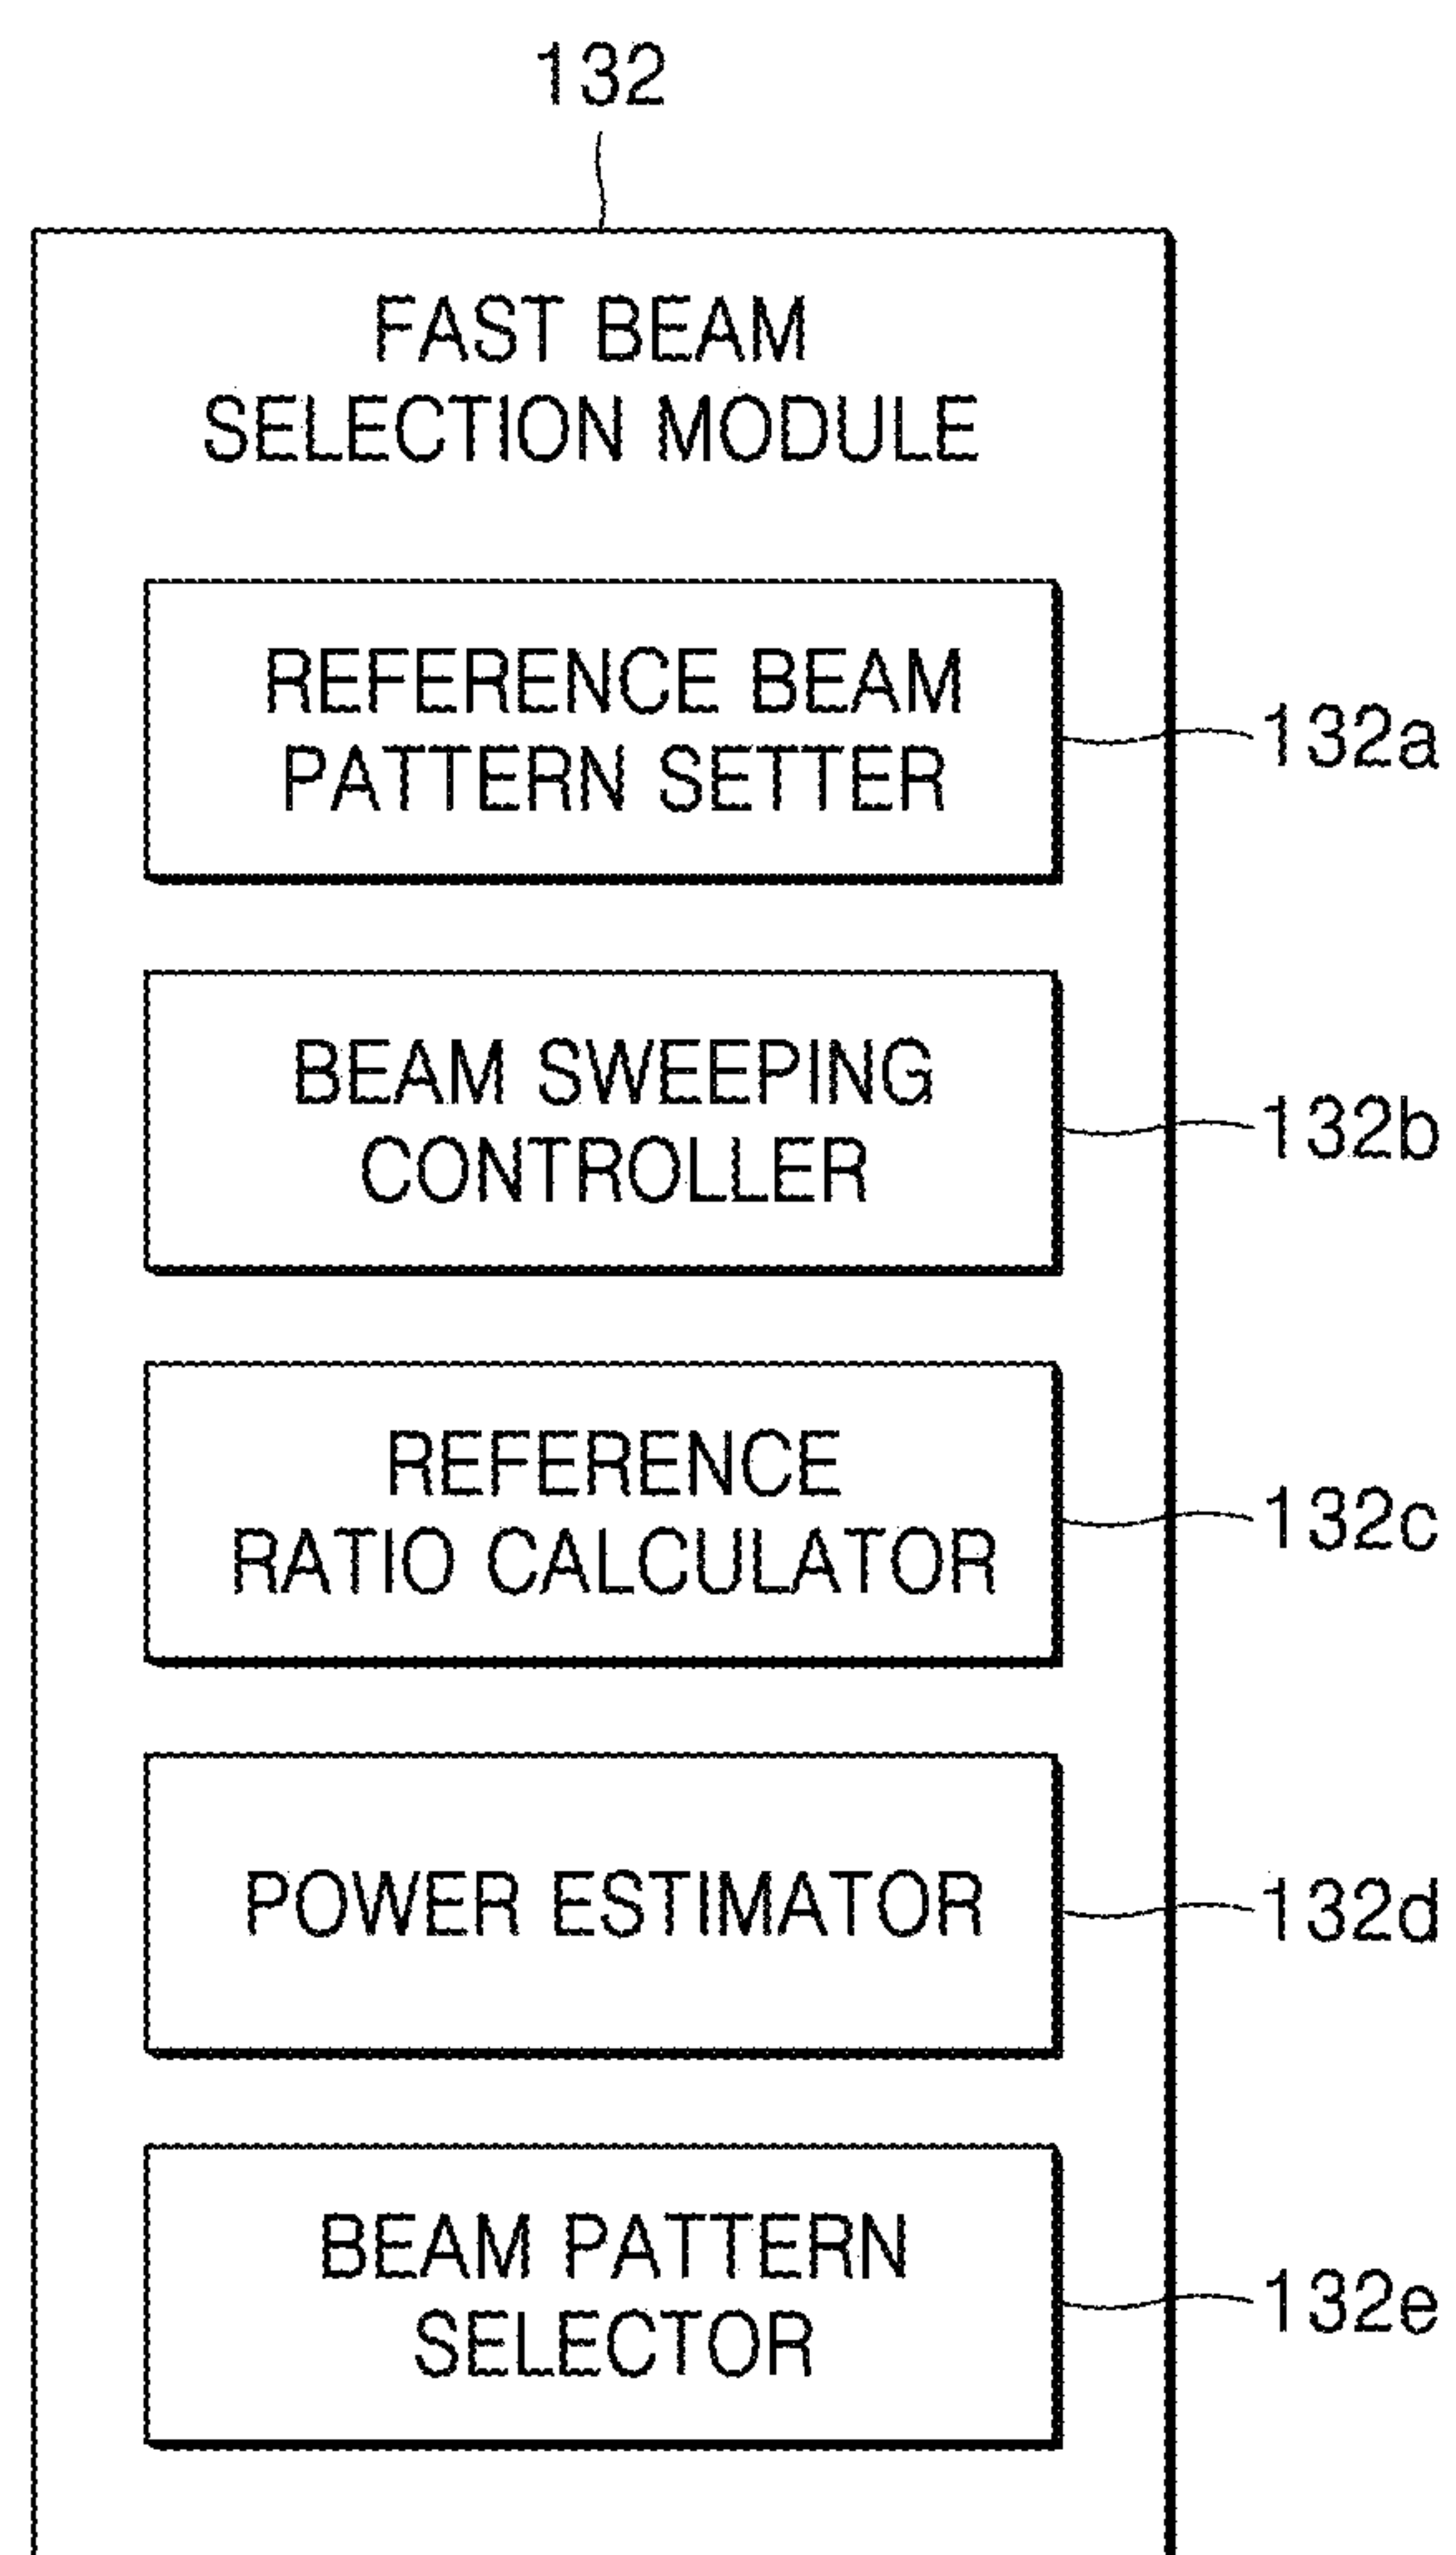 132
FAST BEAM
SELECTION MODULE
REFERENCE BEAM
PATTERN SETTER
132a
BEAM SWEEPING
CONTROLLER
132b
REFERENCE
RATIO CALCULATOR
132c
POWER ESTIMATOR
132d
BEAM PATTERN
SELECTOR
132e